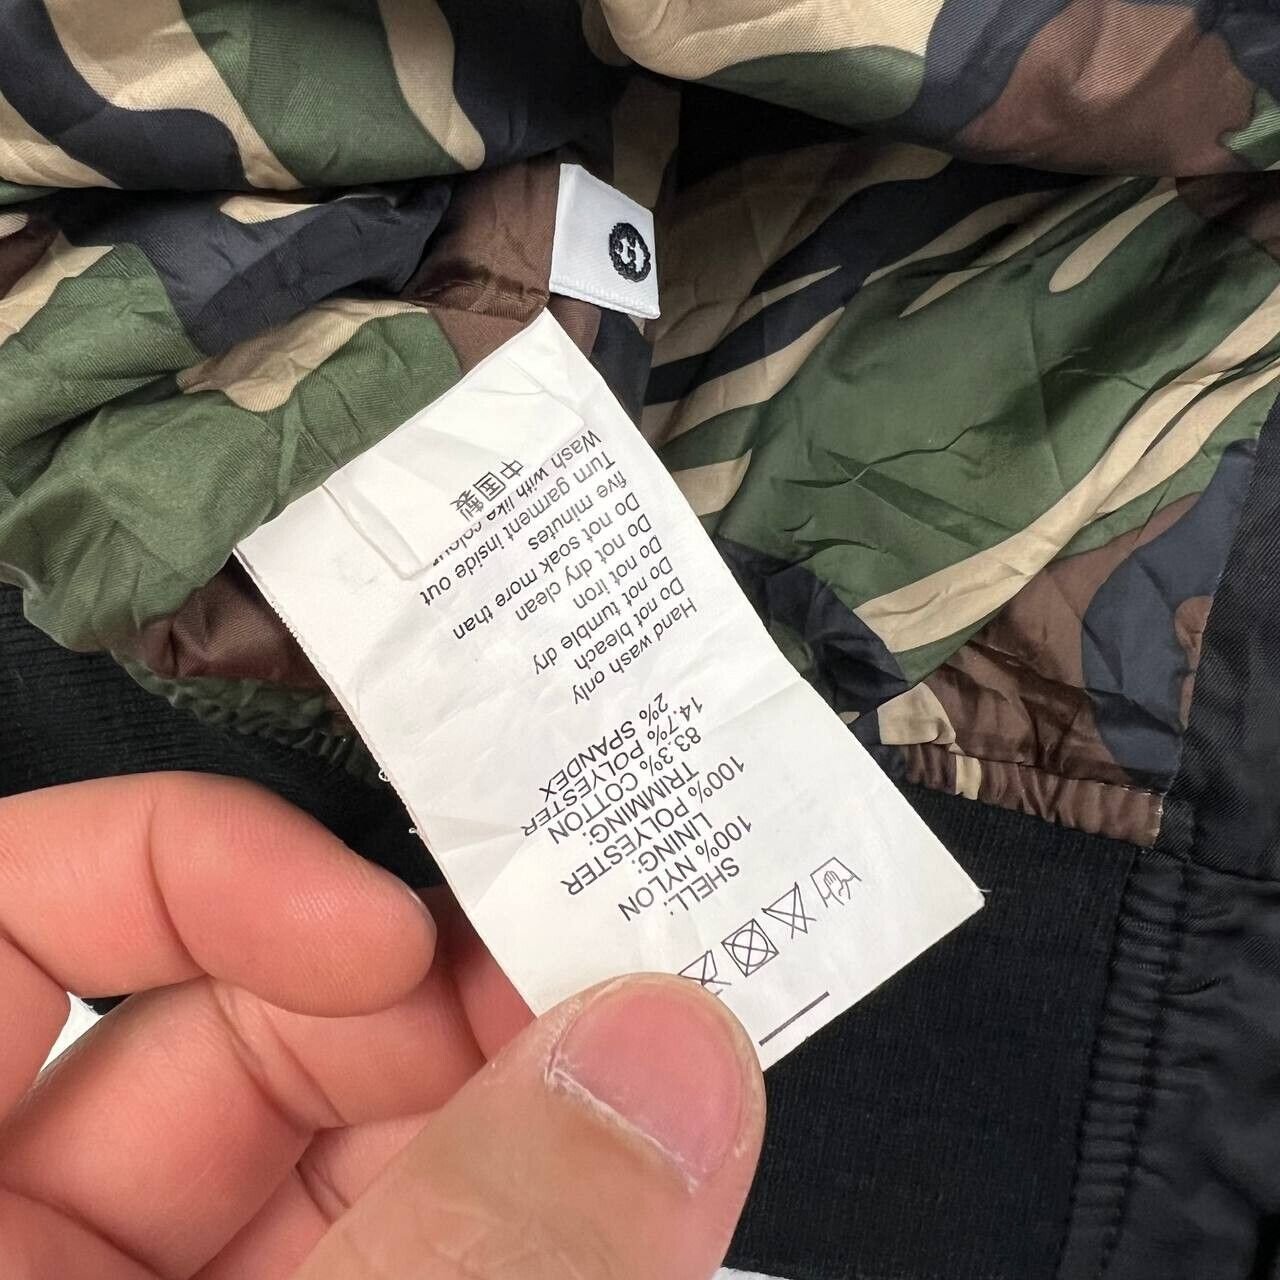 SHELL:
100% NYLON
LINING:
100% POLYESTER
TRIMMING:
83.3% COTTON
14.7% POLYESTER
2% SPANDEX
Hand wash only
Do not bleach
Do not tumble dry
Do not iron
Do not dry clean
Do not soak more than
five minutes
Turn garment inside out
Wash with like colours
中国製